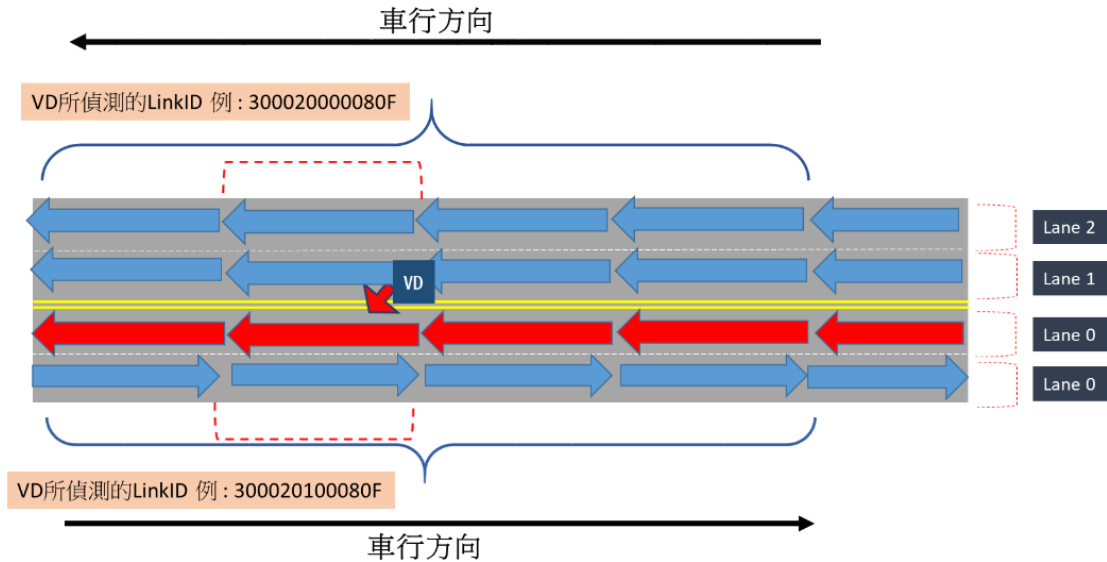 車行方向
VD所偵測的LinkID 例 : 300020000080F
Lane 2
Lane 1
VD
Lane 0
Lane 0
VD所偵測的LinkID 例 : 300020100080F
車行方向